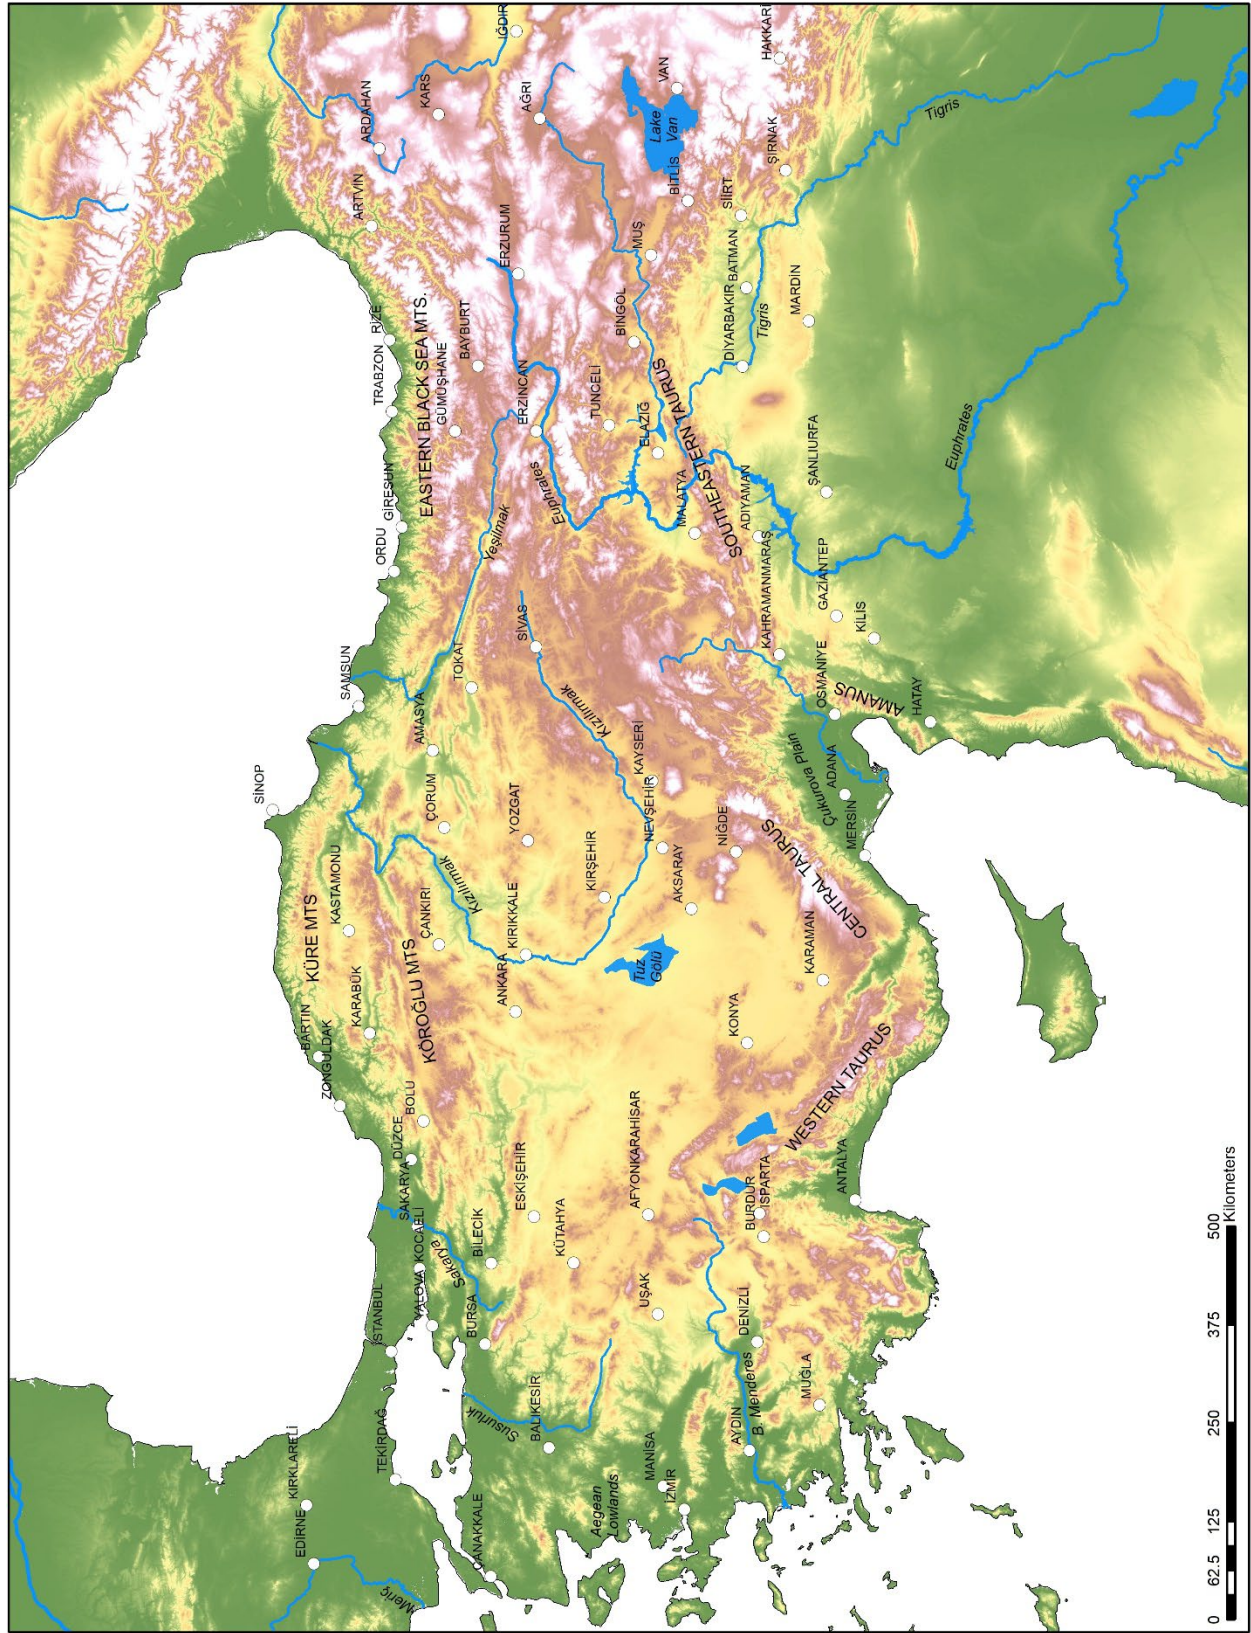 SİNOP
BARTIN
ZONGULDAK
KÜRE MTS
KASTAMONU
KARABÜK
SAMSUN
ORDU
GİRESUN
TRABZON
RİZE
ARTVIN
ARDAHAN
KARS
IĞDIR
EDİRNE
KIRKLARELİ
TEKİRDAĞ
İSTANBUL
YALOVA
KOCAELİ
SAKARYA
DÜZCE
BOLU
KÖROĞLU MTS
ÇANKIRI
ÇORUM
AMASYA
TOKAT
EASTERN BLACK SEA MTS.
GÜMÜŞHANE
BAYBURT
ERZURUM
AĞRI
Meriç
ÇANAKKALE
Susurluk
BURSA
Sakarya
BİLECİK
ESKİŞEHİR
ANKARA
KIRIKKALE
Kızılırmak
YOZGAT
SİVAS
Yeşilmak
Euphrates
ERZINCAN
BALIKESİR
KÜTAHYA
KIRŞEHİR
Kızılırmak
TUNCELİ
BİNGÖL
MUŞ
Lake
Van
VAN
Aegean
Lowlands
MANİSA
İZMİR
UŞAK
AFYONKARAHİSAR
Tuz
Gölü
AKSARAY
NEVŞEHİR
KAYSERİ
MALATYA
ELAZIĞ
SOUTHEASTERN TAURUS
BİTLİS
AYDIN
B. Menderes
DENİZLİ
BURDUR
ISPARTA
KONYA
NİĞDE
KAHRAMANMARAŞ
ADIYAMAN
DİYARBAKIR
BATMAN
SİİRT
ŞIRNAK
HAKKARİ
Tigris
MUĞLA
WESTERN TAURUS
KARAMAN
CENTRAL TAURUS
Çukurova Plain
OSMANİYE
GAZİANTEP
ŞANLIURFA
MARDİN
ANTALYA
MERSİN
ADANA
AMANUS
KİLİS
HATAY
Euphrates
Tigris
0 62.5 125 250 375 500
Kilometers